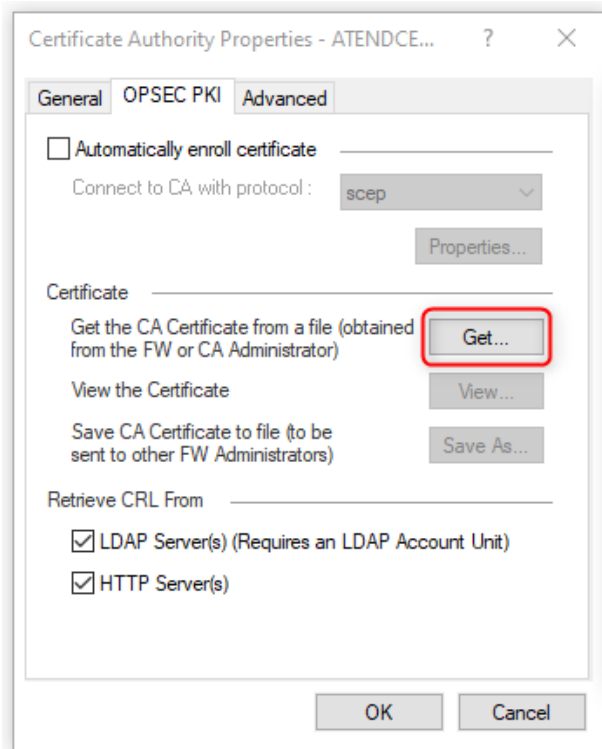 Certificate Authority Properties - ATENDCE... ?
General OPSEC PKI Advanced
Automatically enroll certificate
Connect to CA with protocol : scep
Properties...
Certificate
Get the CA Certificate from a file (obtained
from the FW or CA Administrator) Get...
View the Certificate View...
Save CA Certificate to file (to be
sent to other FW Administrators) Save As...
Retrieve CRL From
LDAP Server(s) (Requires an LDAP Account Unit)
HTTP Server(s)
OK Cancel